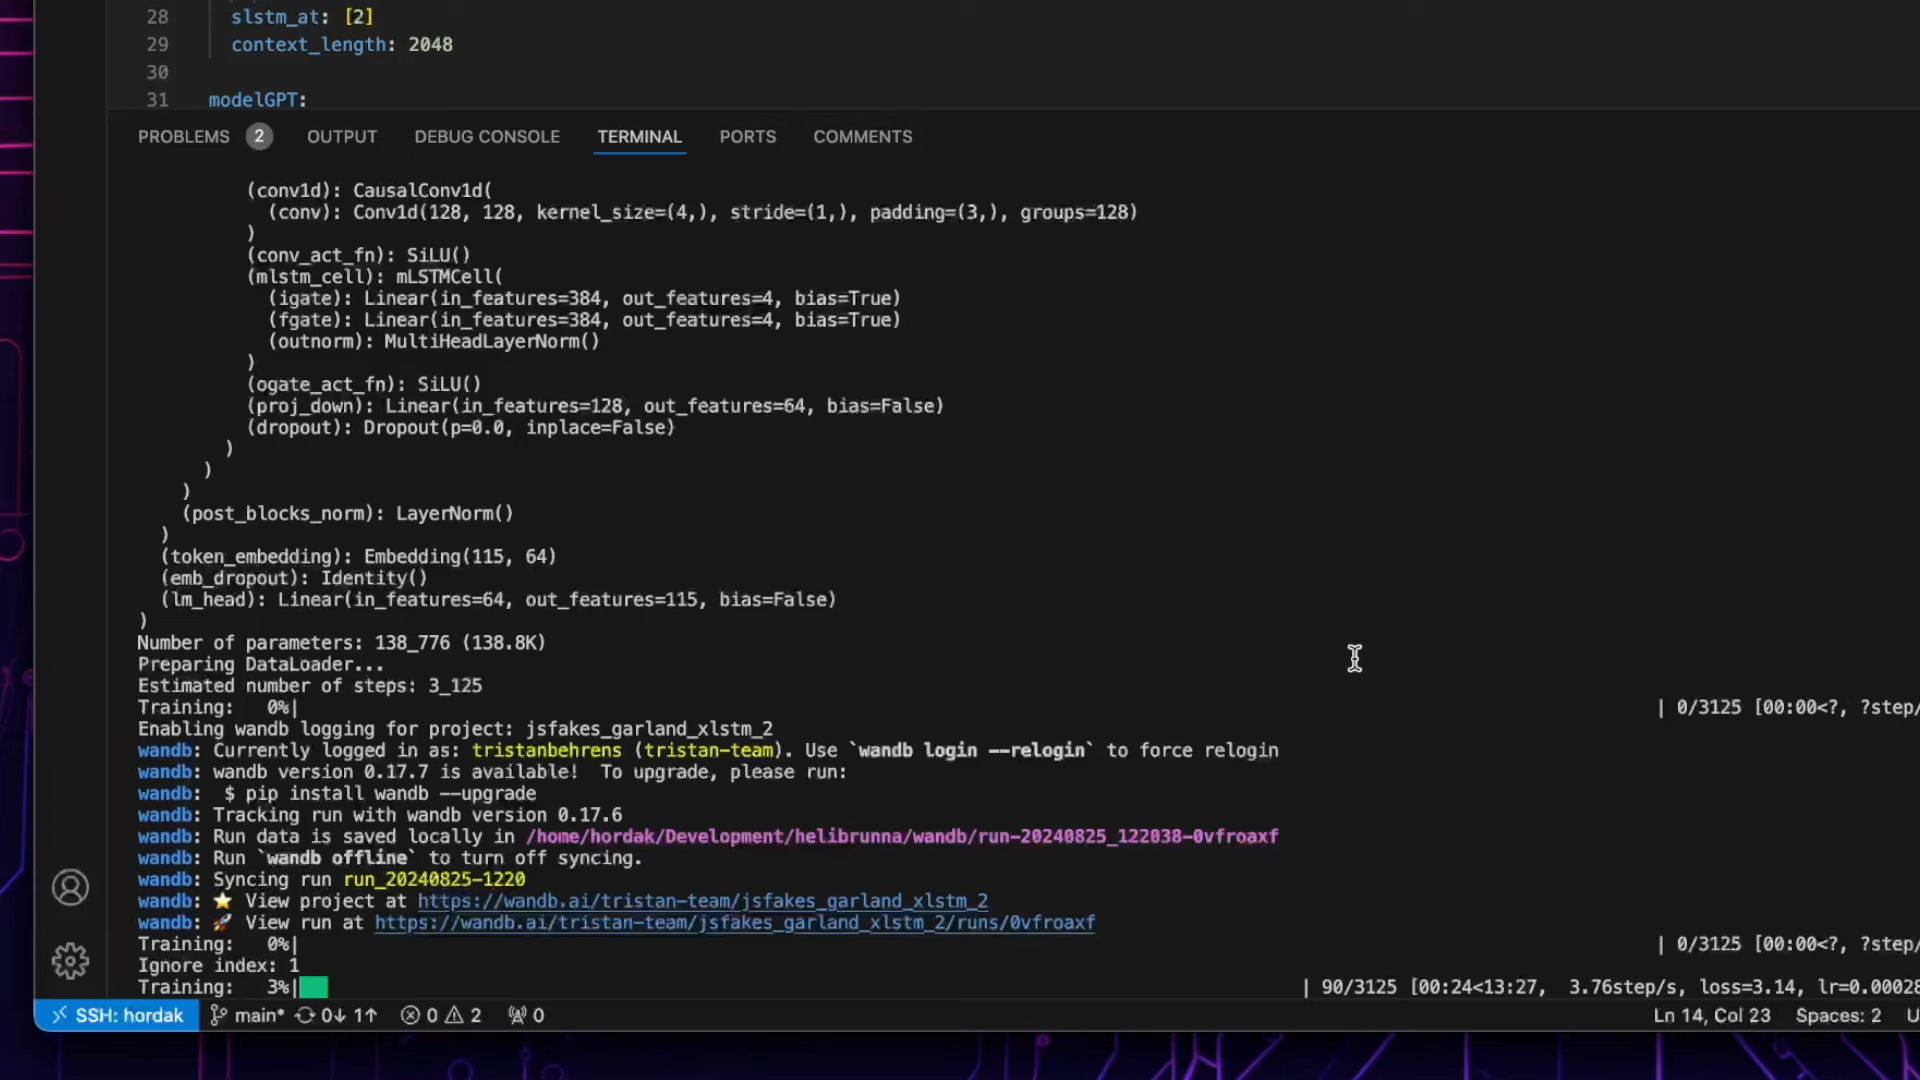 28 slstm_at: [2]
29 context_length: 2048
30
31 modelGPT:
PROBLEMS 2 OUTPUT DEBUG CONSOLE TERMINAL PORTS COMMENTS
(conv1d): CausalConv1d(
(conv): Conv1d(128, 128, kernel_size=(4,), stride=(1,), padding=(3,), groups=128)
)
(conv_act_fn): SiLU()
(mlstm_cell): mLSTMCell(
(igate): Linear(in_features=384, out_features=4, bias=True)
(fgate): Linear(in_features=384, out_features=4, bias=True)
(outnorm): MultiHeadLayerNorm()
)
(ogate_act_fn): SiLU()
(proj_down): Linear(in_features=128, out_features=64, bias=False)
(dropout): Dropout(p=0.0, inplace=False)
)
)
)
(post_blocks_norm): LayerNorm()
)
(token_embedding): Embedding(115, 64)
(emb_dropout): Identity()
(lm_head): Linear(in_features=64, out_features=115, bias=False)
)
Number of parameters: 138_776 (138.8K)
Preparing DataLoader...
Estimated number of steps: 3_125
Training: 0%| | 0/3125 [00:00<?, ?step/
Enabling wandb logging for project: jsfakes_garland_xlstm_2
wandb: Currently logged in as: tristanbehrens (tristan-team). Use `wandb login --relogin` to force relogin
wandb: wandb version 0.17.7 is available! To upgrade, please run:
wandb: $ pip install wandb --upgrade
wandb: Tracking run with wandb version 0.17.6
wandb: Run data is saved locally in /home/hordak/Development/helibrunna/wandb/run-20240825_122038-0vfroaxf
wandb: Run `wandb offline` to turn off syncing.
wandb: Syncing run run_20240825-1220
wandb: ⭐ View project at https://wandb.ai/tristan-team/jsfakes_garland_xlstm_2
wandb: 🚀 View run at https://wandb.ai/tristan-team/jsfakes_garland_xlstm_2/runs/0vfroaxf
Training: 0%| | 0/3125 [00:00<?, ?step/
Ignore index: 1
Training: 3%| | 90/3125 [00:24<13:27, 3.76step/s, loss=3.14, lr=0.00028
SSH: hordak main* 0↓ 1↑ 0 2 0 Ln 14, Col 23 Spaces: 2 U